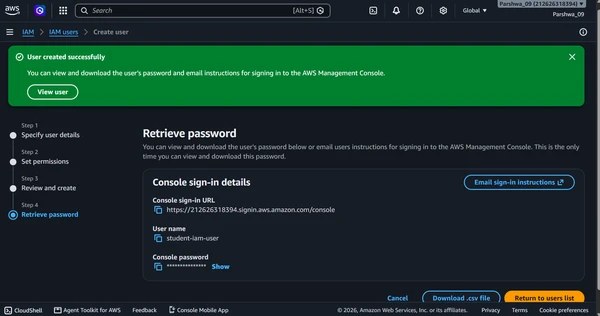 aws
Search
[Alt+S]
Global
Parshwa_09 (212626318394)
Parshwa_09
IAM > IAM users > Create user
User created successfully
You can view and download the user's password and email instructions for signing in to the AWS Management Console.
View user
Step 1
Specify user details
Step 2
Set permissions
Step 3
Review and create
Step 4
Retrieve password
Retrieve password
You can view and download the user's password below or email users instructions for signing in to the AWS Management Console. This is the only
time you can view and download this password.
Console sign-in details
Email sign-in instructions
Console sign-in URL
https://212626318394.signin.aws.amazon.com/console
User name
student-iam-user
Console password
*************** Show
Cancel
Download .csv file
Return to users list
CloudShell
Agent Toolkit for AWS
Feedback
Console Mobile App
© 2026, Amazon Web Services, Inc. or its affiliates.
Privacy
Terms
Cookie preferences